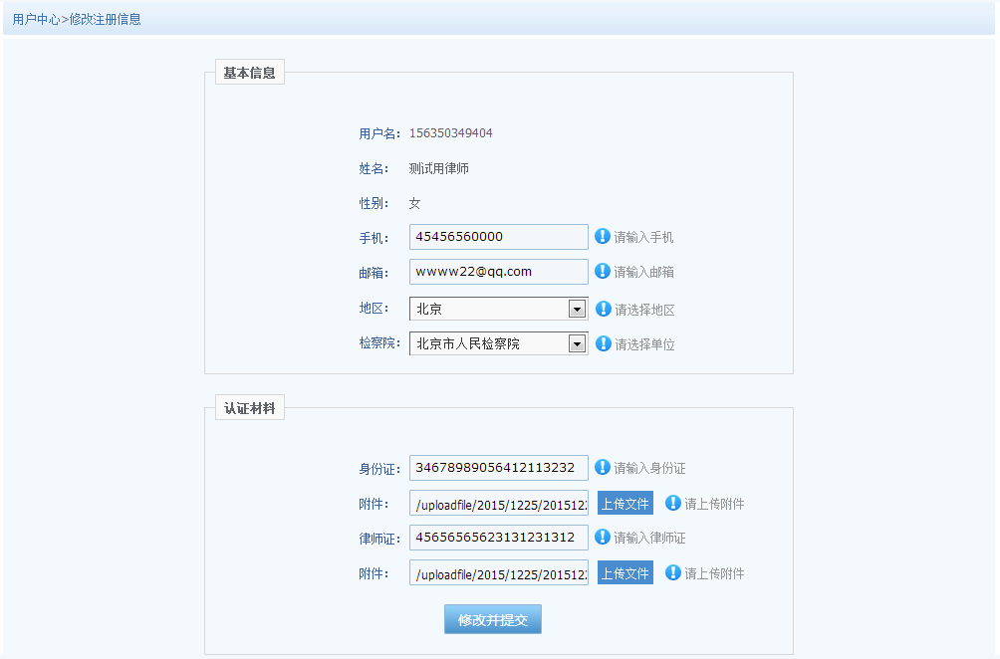 用户中心>修改注册信息
基本信息
用户名： 156350349404
姓名： 测试用律师
性别： 女
手机： 45456560000 请输入手机
邮箱： wwww22@qq.com 请输入邮箱
地区： 北京 请选择地区
检察院： 北京市人民检察院 请选择单位
认证材料
身份证： 34678989056412113232 请输入身份证
附件： /uploadfile/2015/1225/201512 上传文件 请上传附件
律师证： 45656565623131231312 请输入律师证
附件： /uploadfile/2015/1225/201512 上传文件 请上传附件
修改并提交